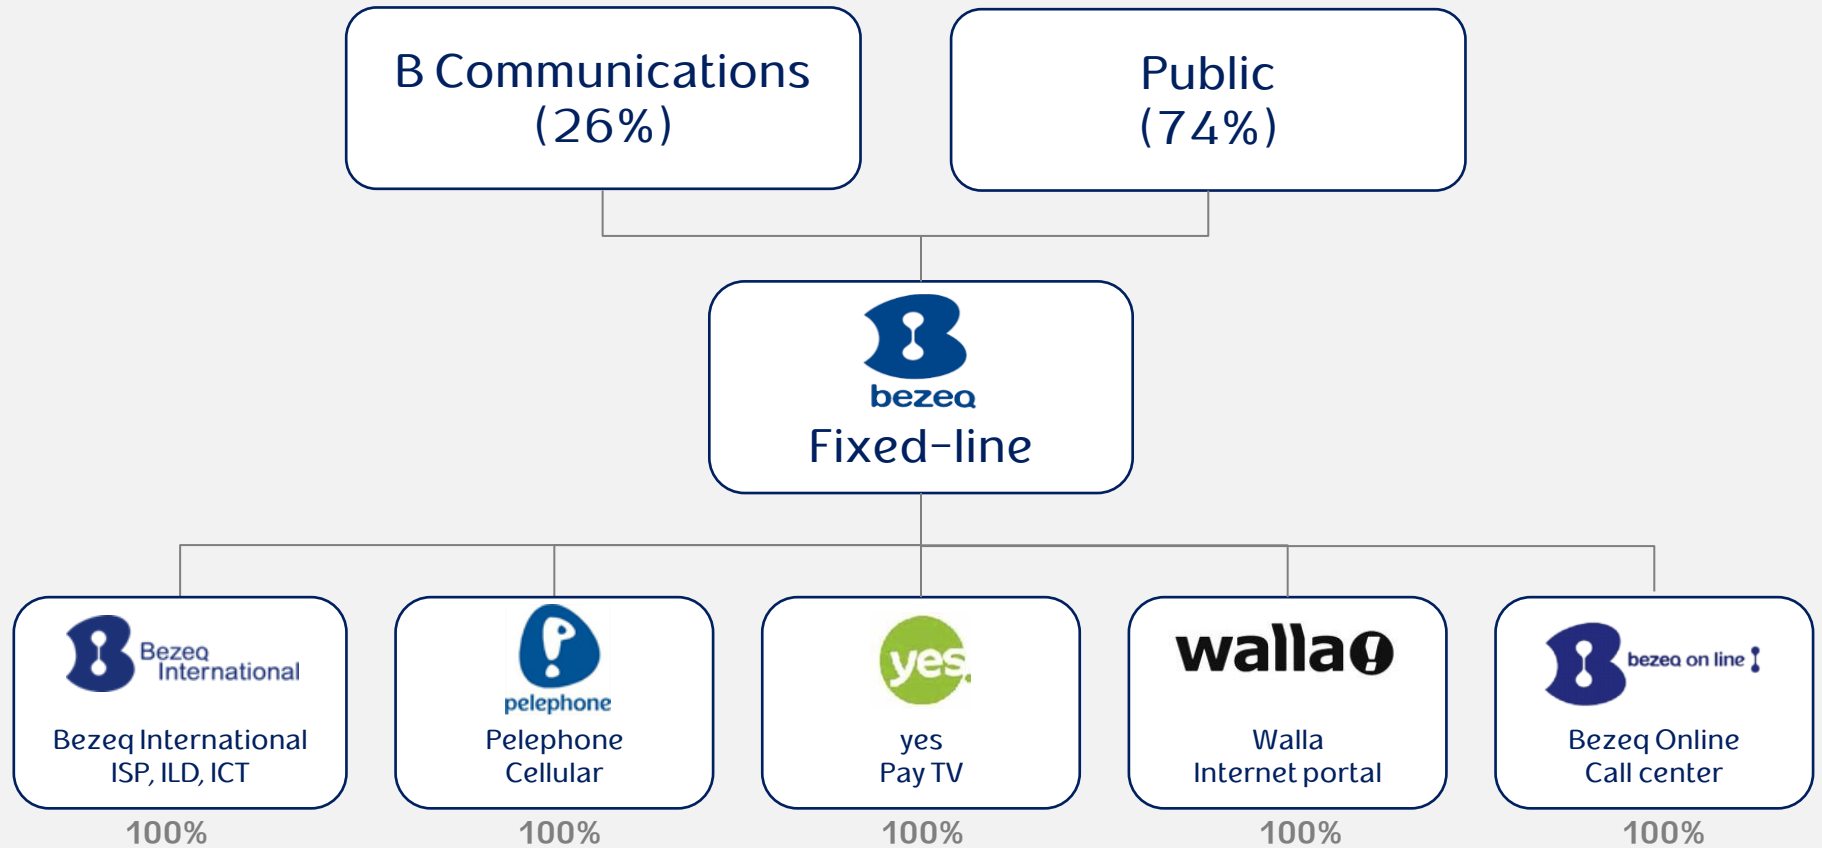 B Communications
(26%)
Public
(74%)
bezeq
Fixed-line
Bezeq
International
Bezeq International
ISP, ILD, ICT
100%
pelephone
Pelephone
Cellular
100%
yes
yes
Pay TV
100%
walla!
Walla
Internet portal
100%
bezeq on line
Bezeq Online
Call center
100%